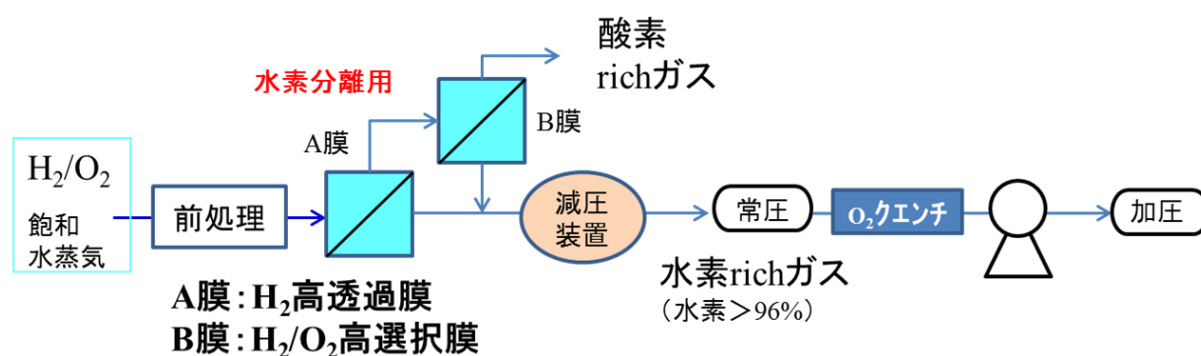 酸素
richガス
水素分離用
B膜
A膜
H₂/O₂
飽和
水蒸気
前処理
減圧
装置
常圧
O₂クエンチ
加圧
水素richガス
（水素＞96%）
A膜：H₂高透過膜
B膜：H₂/O₂高選択膜